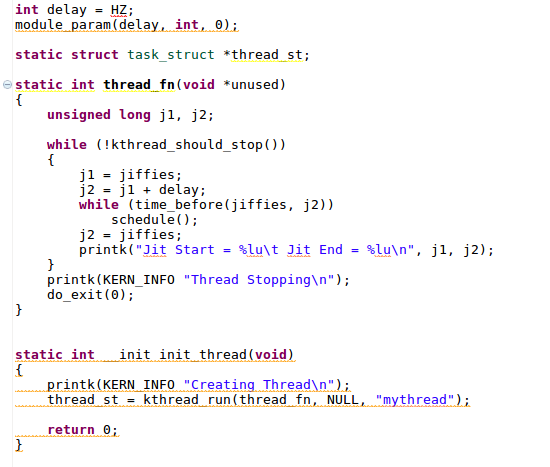 int delay = HZ;
module_param(delay, int, 0);
static struct task_struct *thread_st;
static int thread_fn(void *unused)
{
unsigned long j1, j2;
while (!kthread_should_stop())
{
j1 = jiffies;
j2 = j1 + delay;
while (time_before(jiffies, j2))
schedule();
j2 = jiffies;
printk("Jit Start = %lu\t Jit End = %lu\n", j1, j2);
}
printk(KERN_INFO "Thread Stopping\n");
do_exit(0);
}
static int __init init_thread(void)
{
printk(KERN_INFO "Creating Thread\n");
thread_st = kthread_run(thread_fn, NULL, "mythread");
return 0;
}